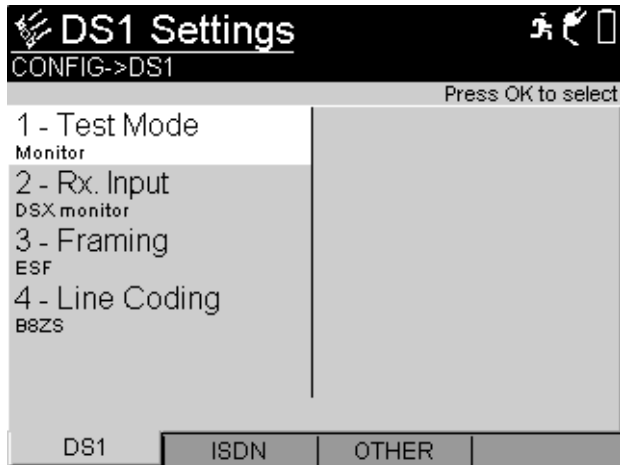 DS1 Settings
CONFIG->DS1
Press OK to select
1 - Test Mode
Monitor
2 - Rx. Input
DSX monitor
3 - Framing
ESF
4 - Line Coding
B8ZS
DS1 ISDN OTHER